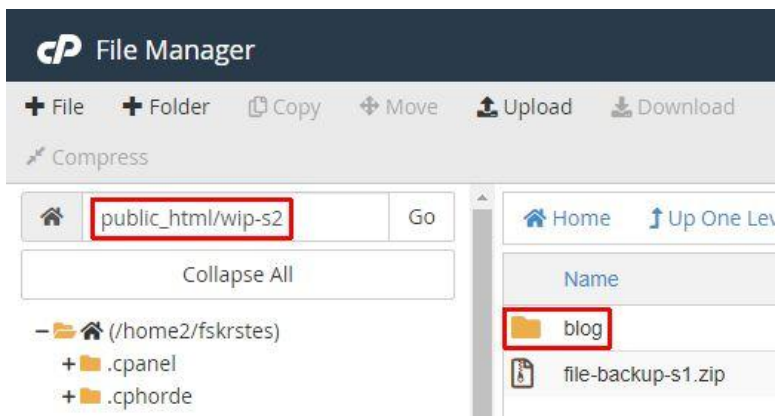 cP File Manager
+ File + Folder Copy Move Upload Download
Compress
public_html/wip-s2 Go
Home Up One Lev
Collapse All
Name
(/home2/fskrstes)
blog
.cpanel
file-backup-s1.zip
.cphorde